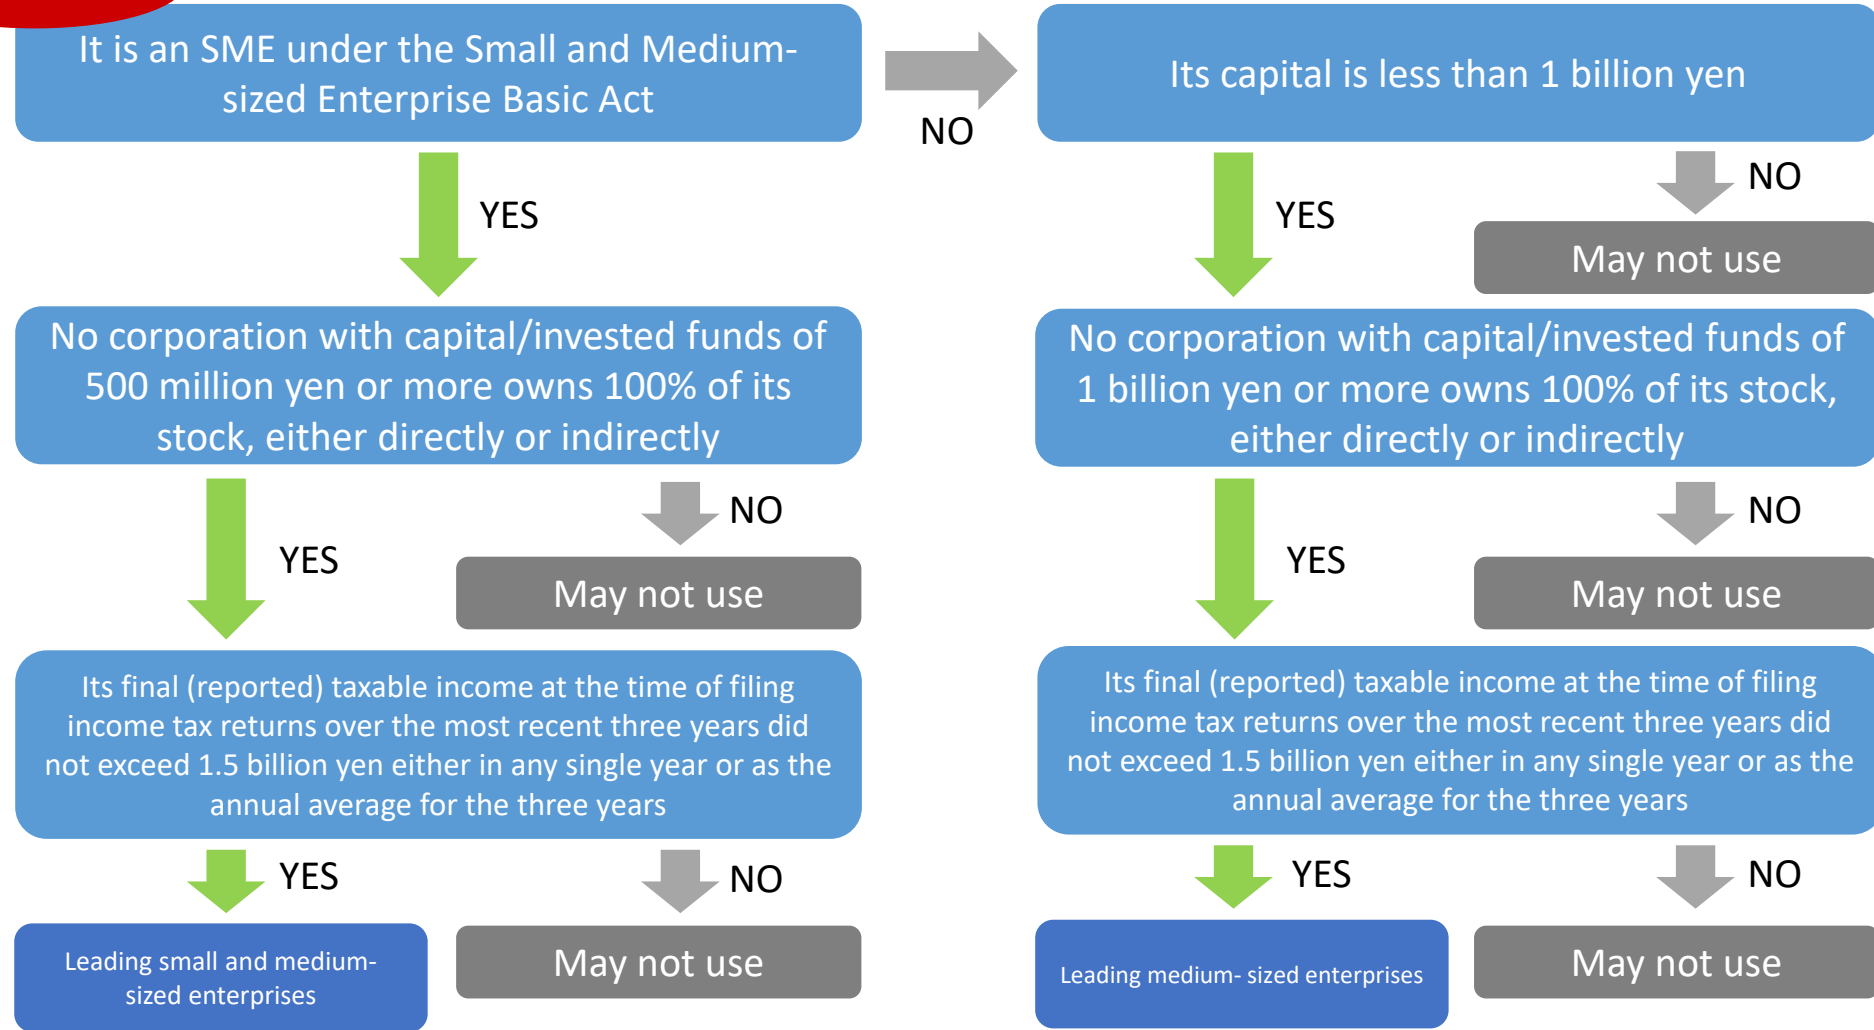 It is an SME under the Small and Medium-
sized Enterprise Basic Act
NO
Its capital is less than 1 billion yen
YES
YES
NO
May not use
No corporation with capital/invested funds of
500 million yen or more owns 100% of its
stock, either directly or indirectly
No corporation with capital/invested funds of
1 billion yen or more owns 100% of its stock,
either directly or indirectly
YES
NO
May not use
YES
NO
May not use
Its final (reported) taxable income at the time of filing
income tax returns over the most recent three years did
not exceed 1.5 billion yen either in any single year or as the
annual average for the three years
Its final (reported) taxable income at the time of filing
income tax returns over the most recent three years did
not exceed 1.5 billion yen either in any single year or as the
annual average for the three years
YES
NO
YES
NO
Leading small and medium-
sized enterprises
May not use
Leading medium- sized enterprises
May not use